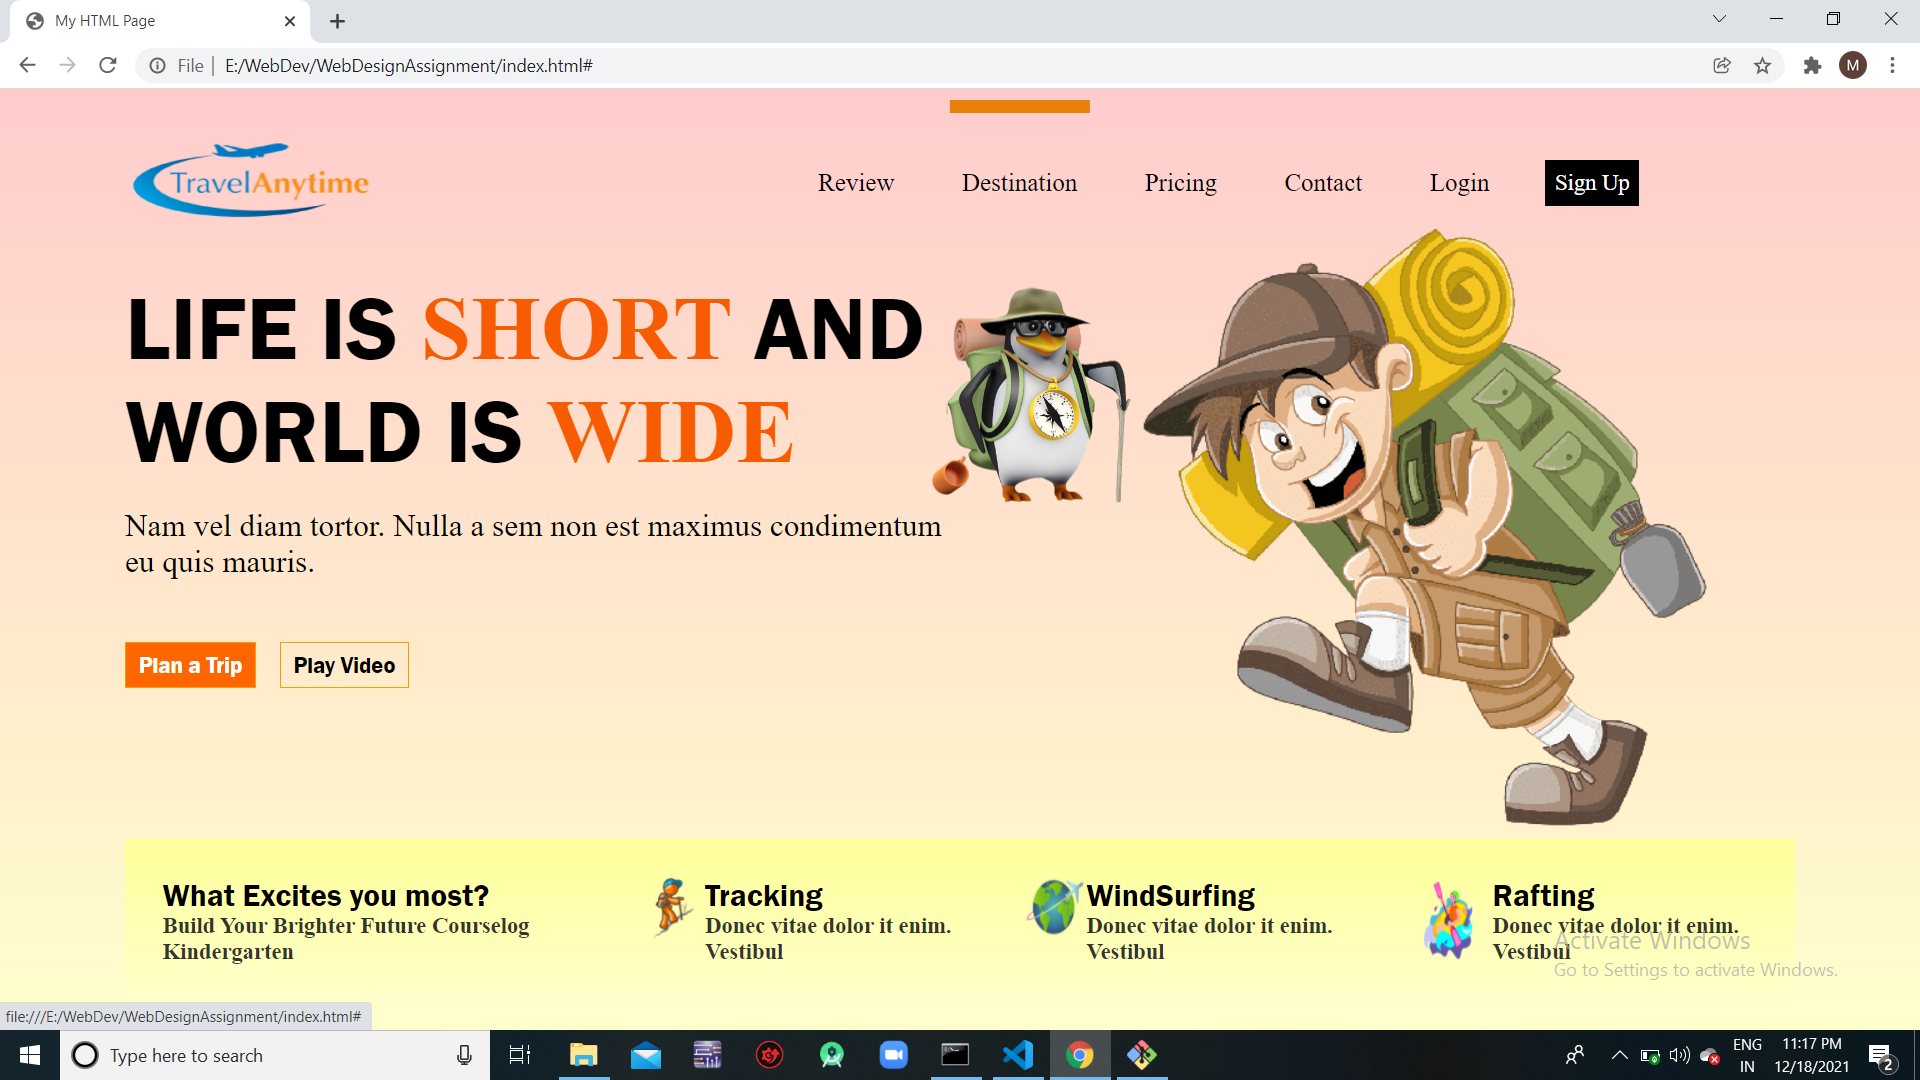 My HTML Page
File | E:/WebDev/WebDesignAssignment/index.html#
M
TravelAnytime
Review Destination Pricing Contact Login Sign Up
LIFE IS SHORT AND
WORLD IS WIDE
Nam vel diam tortor. Nulla a sem non est maximus condimentum
eu quis mauris.
Plan a Trip Play Video
What Excites you most?
Build Your Brighter Future Courselog
Kindergarten
Tracking
Donec vitae dolor it enim.
Vestibul
WindSurfing
Donec vitae dolor it enim.
Vestibul
Rafting
Donec vitae dolor it enim.
Vestibul
Activate Windows
Go to Settings to activate Windows.
file:///E:/WebDev/WebDesignAssignment/index.html#
Type here to search
ENG
IN
11:17 PM
12/18/2021
2